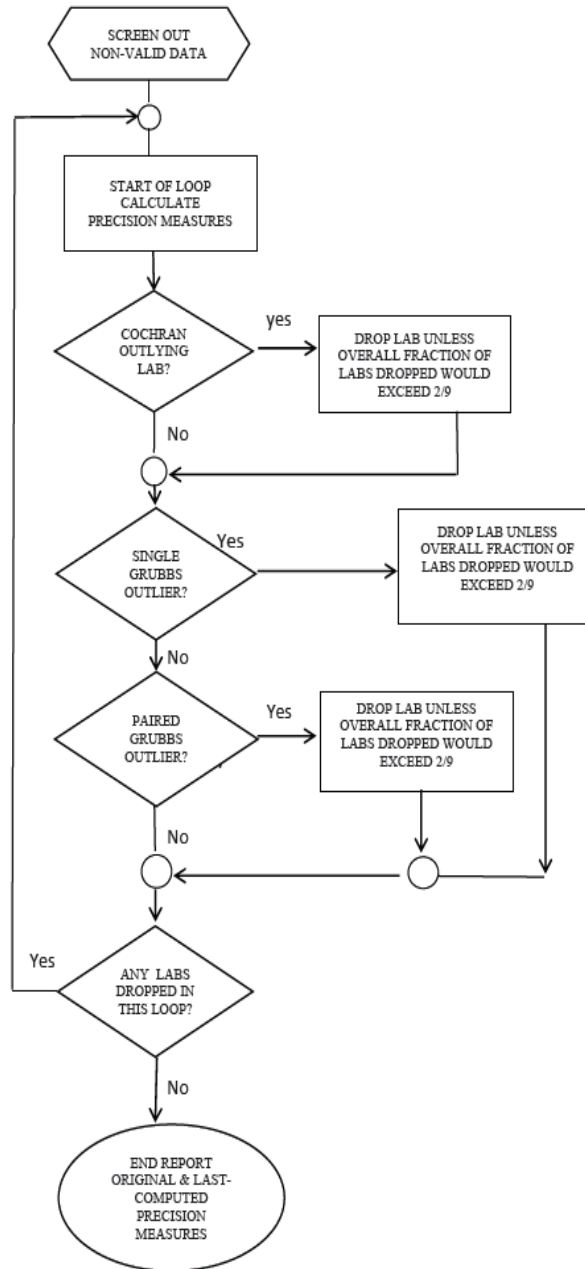 SCREEN OUT
NON-VALID DATA
START OF LOOP
CALCULATE
PRECISION MEASURES
COCHRAN
OUTLYING
LAB?
yes
DROP LAB UNLESS
OVERALL FRACTION OF
LABS DROPPED WOULD
EXCEED 2/9
No
SINGLE
GRUBBS
OUTLIER?
Yes
DROP LAB UNLESS
OVERALL FRACTION OF
LABS DROPPED WOULD
EXCEED 2/9
No
PAIRED
GRUBBS
OUTLIER?
Yes
DROP LAB UNLESS
OVERALL FRACTION OF
LABS DROPPED WOULD
EXCEED 2/9
No
ANY LABS
DROPPED IN
THIS LOOP?
Yes
No
END REPORT
ORIGINAL & LAST-
COMPUTED
PRECISION
MEASURES